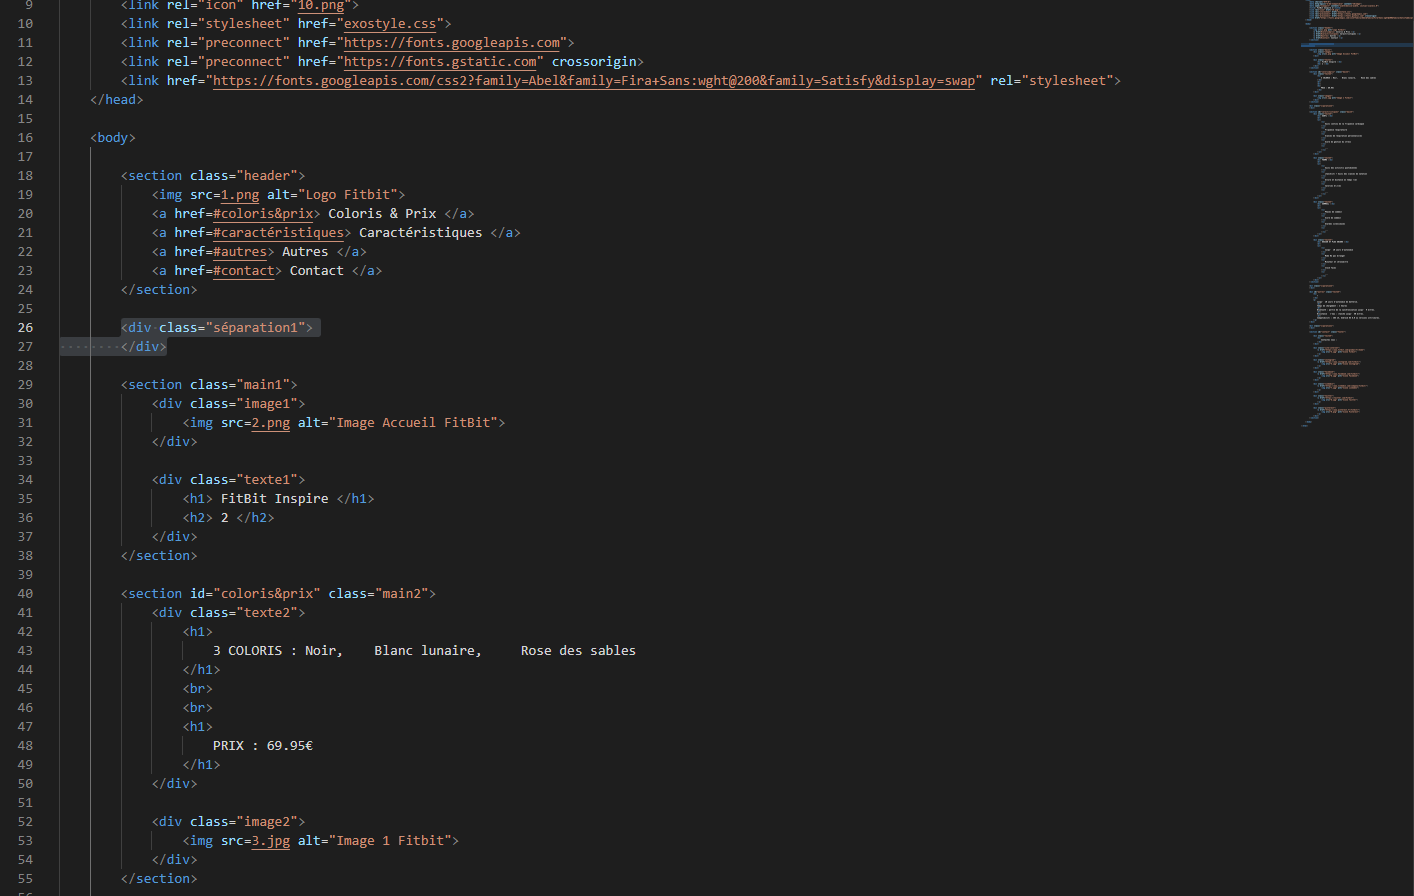 9 <link rel="icon" href="10.png">
10 <link rel="stylesheet" href="exostyle.css">
11 <link rel="preconnect" href="https://fonts.googleapis.com">
12 <link rel="preconnect" href="https://fonts.gstatic.com" crossorigin>
13 <link href="https://fonts.googleapis.com/css2?family=Abel&family=Fira+Sans:wght@200&family=Satisfy&display=swap" rel="stylesheet">
14 </head>
15
16 <body>
17
18 <section class="header">
19 <img src=1.png alt="Logo Fitbit">
20 <a href=#coloris&prix> Coloris & Prix </a>
21 <a href=#caractéristiques> Caractéristiques </a>
22 <a href=#autres> Autres </a>
23 <a href=#contact> Contact </a>
24 </section>
25
26 <div class="séparation1">
27 </div>
28
29 <section class="main1">
30 <div class="image1">
31 <img src=2.png alt="Image Accueil FitBit">
32 </div>
33
34 <div class="texte1">
35 <h1> FitBit Inspire </h1>
36 <h2> 2 </h2>
37 </div>
38 </section>
39
40 <section id="coloris&prix" class="main2">
41 <div class="texte2">
42 <h1>
43 3 COLORIS : Noir,    Blanc lunaire,     Rose des sables
44 </h1>
45 <br>
46 <br>
47 <h1>
48 PRIX : 69.95€
49 </h1>
50 </div>
51
52 <div class="image2">
53 <img src=3.jpg alt="Image 1 Fitbit">
54 </div>
55 </section>